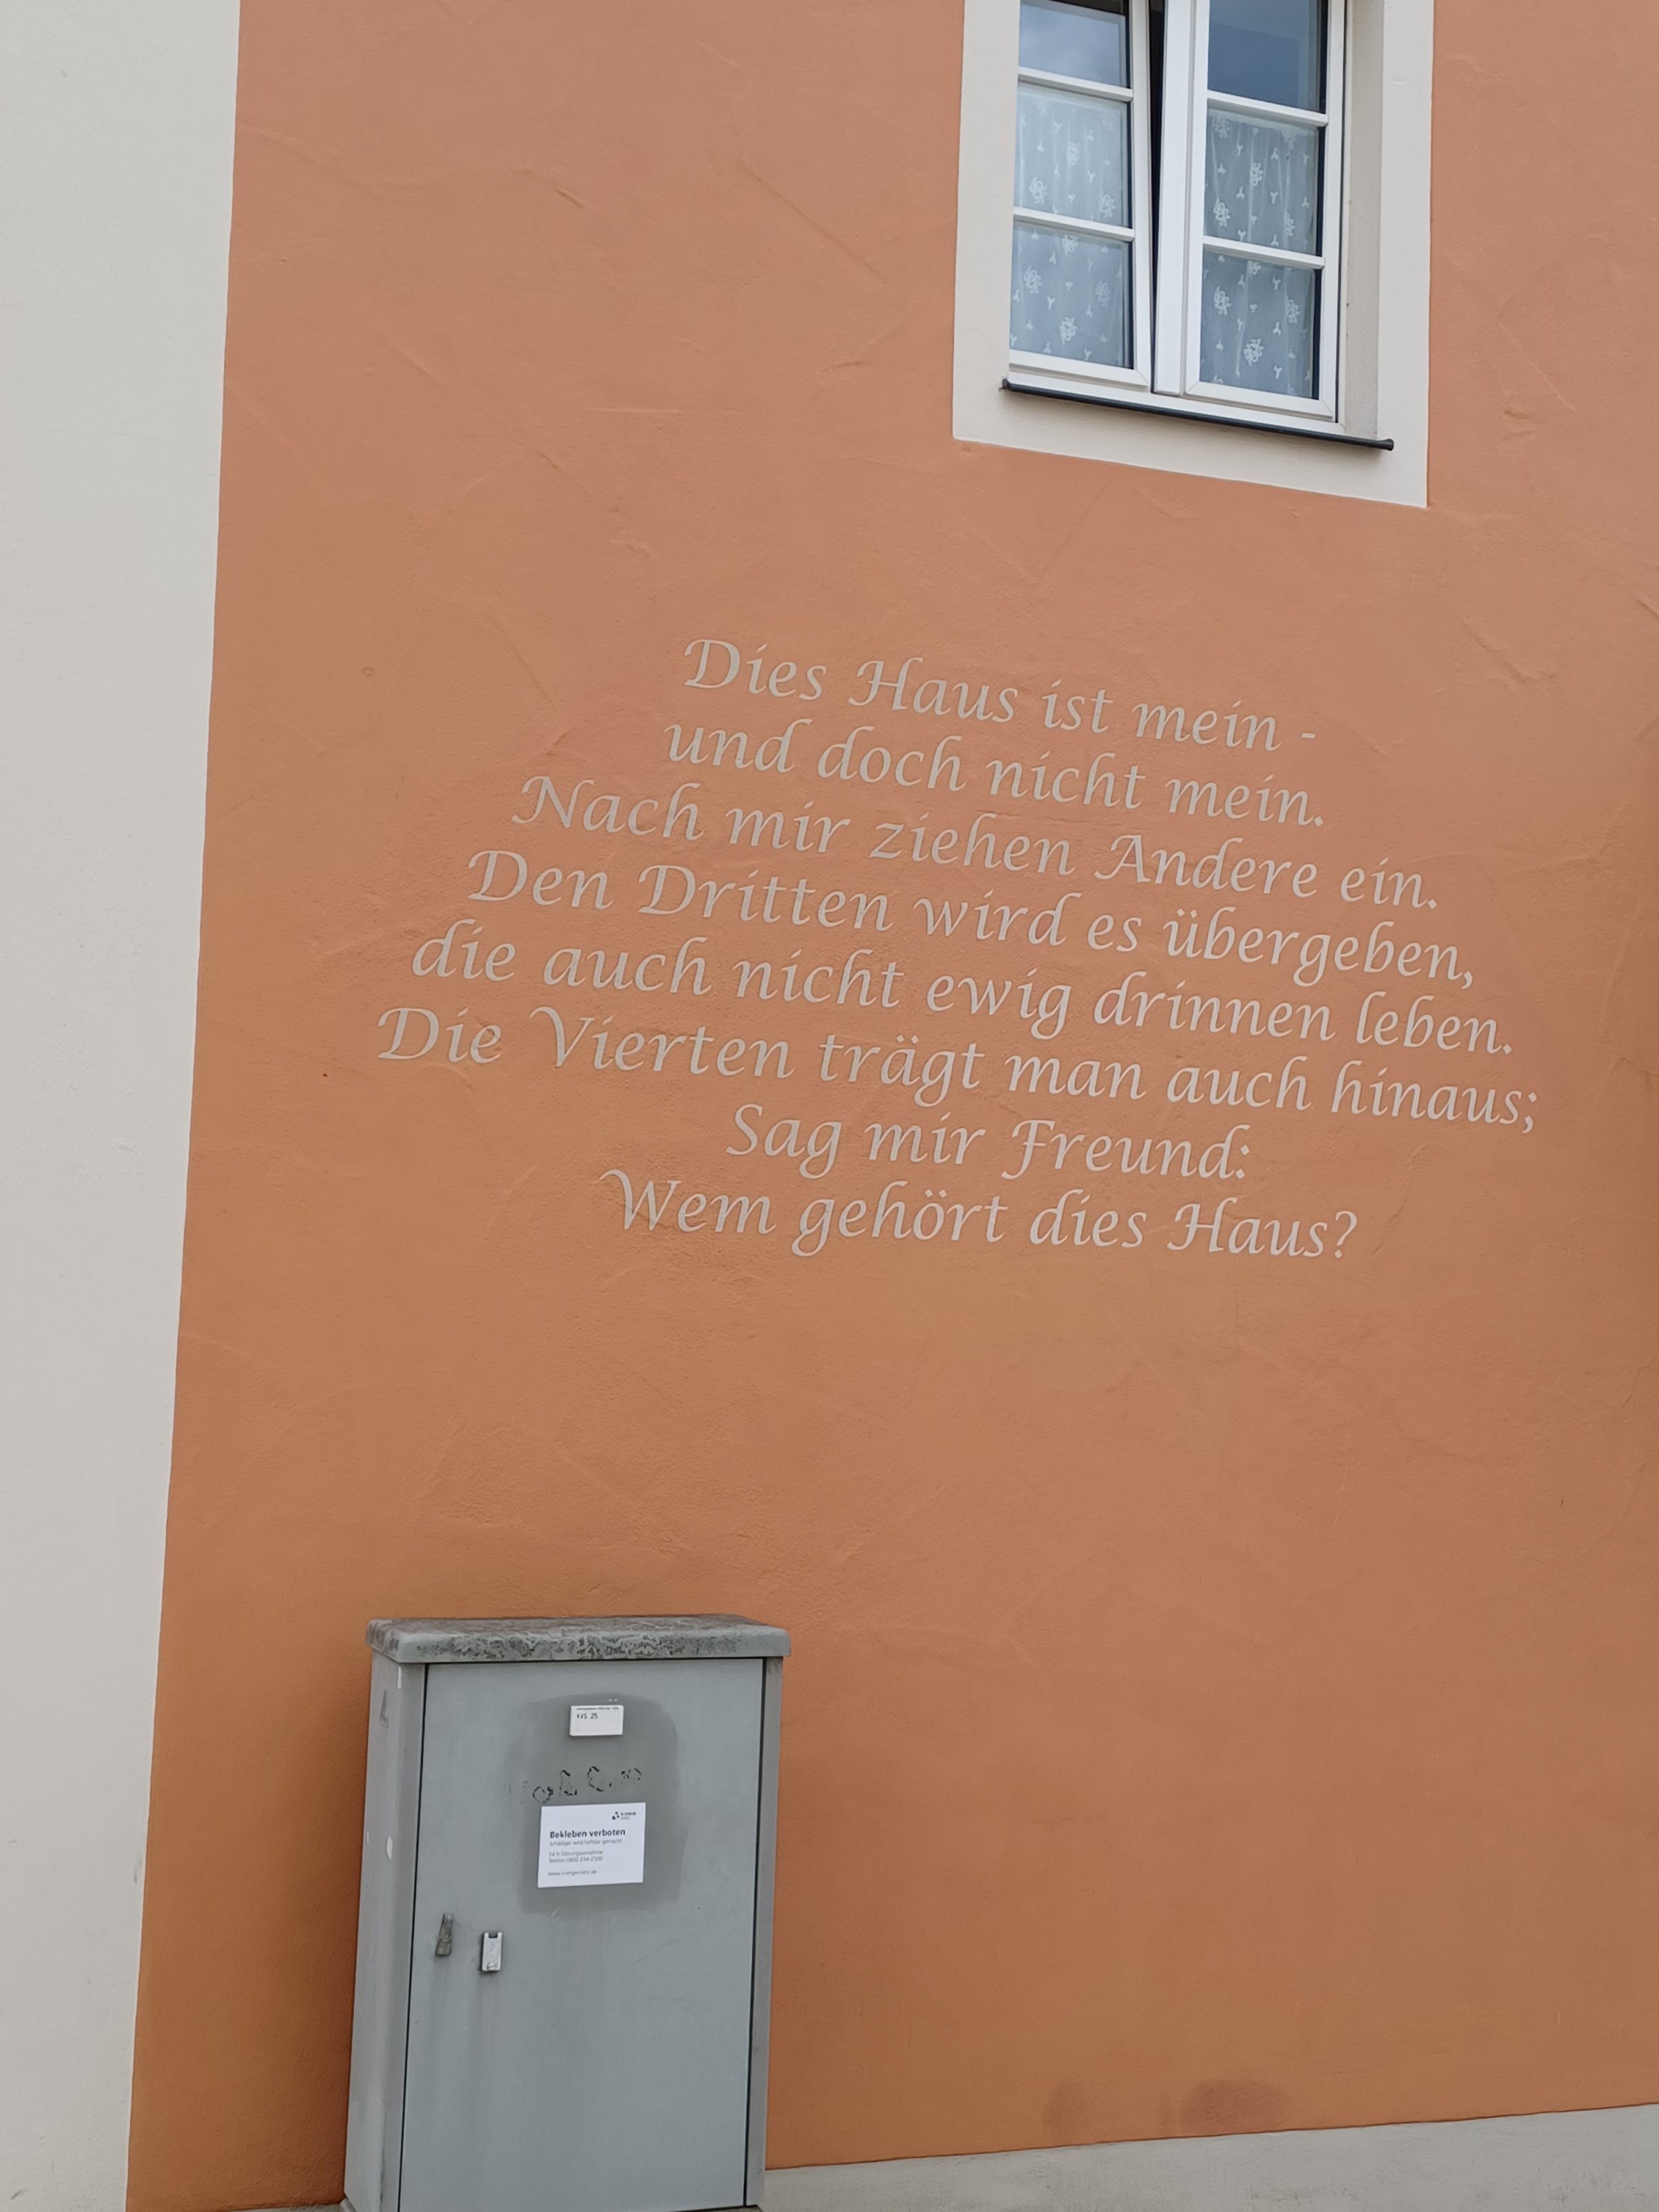 Dies Haus ist mein -
und doch nicht mein.
Nach mir ziehen Andere ein.
Den Dritten wird es übergeben,
die auch nicht ewig drinnen leben.
Die Vierten trägt man auch hinaus;
Sag mir Freund:
Wem gehört dies Haus?
Bekleben verboten